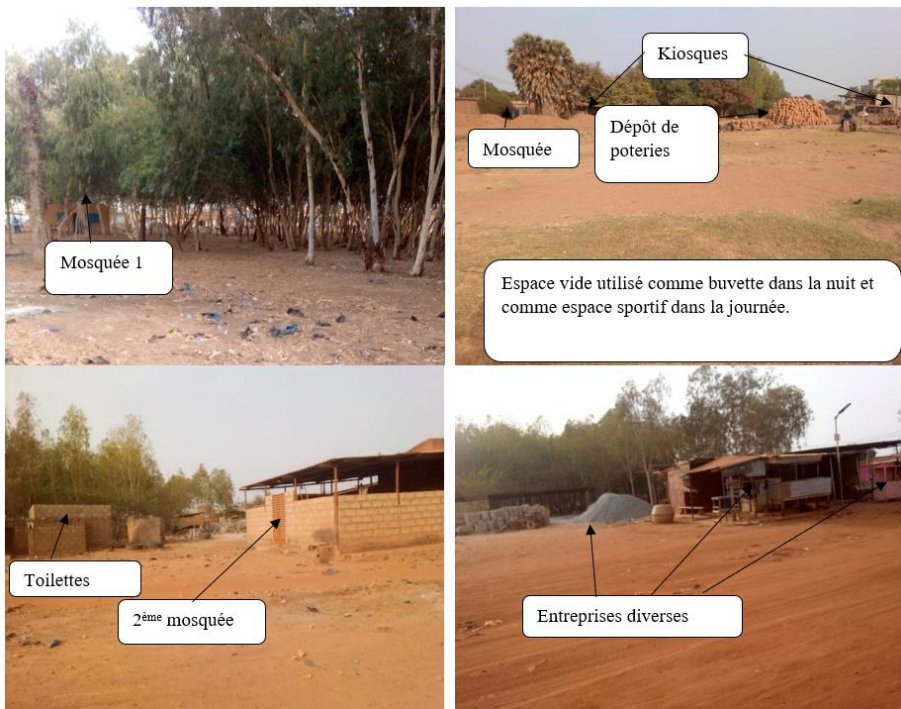 Mosquée 1
Kiosques
Mosquée
Dépôt de
poteries
Espace vide utilisé comme buvette dans la nuit et
comme espace sportif dans la journée.
Toilettes
2ème mosquée
Entreprises diverses